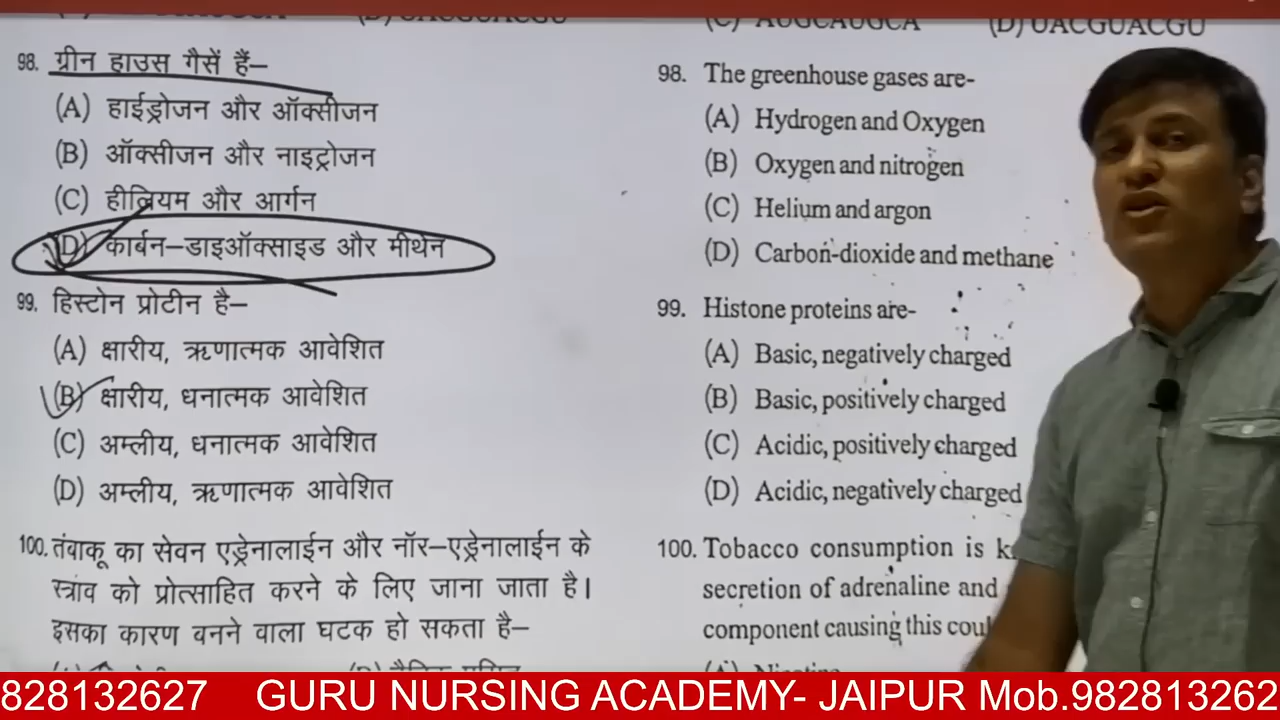 (C) AUGCAUGCA (D) UACGUACGU
98. ग्रीन हाउस गैसें हैं—
(A) हाईड्रोजन और ऑक्सीजन
(B) ऑक्सीजन और नाइट्रोजन
(C) हीलियम और आर्गन
(D) कार्बन—डाइऑक्साइड और मीथेन
99. हिस्टोन प्रोटीन है—
(A) क्षारीय, ऋणात्मक आवेशित
(B) क्षारीय, धनात्मक आवेशित
(C) अम्लीय, धनात्मक आवेशित
(D) अम्लीय, ऋणात्मक आवेशित
100. तंबाकू का सेवन एड्रेनालाईन और नॉर—एड्रेनालाईन के
स्त्राव को प्रोत्साहित करने के लिए जाना जाता है।
इसका कारण बनने वाला घटक हो सकता है—
98. The greenhouse gases are-
(A) Hydrogen and Oxygen
(B) Oxygen and nitrogen
(C) Helium and argon
(D) Carbon-dioxide and methane
99. Histone proteins are-
(A) Basic, negatively charged
(B) Basic, positively charged
(C) Acidic, positively charged
(D) Acidic, negatively charged
100. Tobacco consumption is
secretion of adrenaline and
component causing this
828132627 GURU NURSING ACADEMY- JAIPUR Mob.982813262